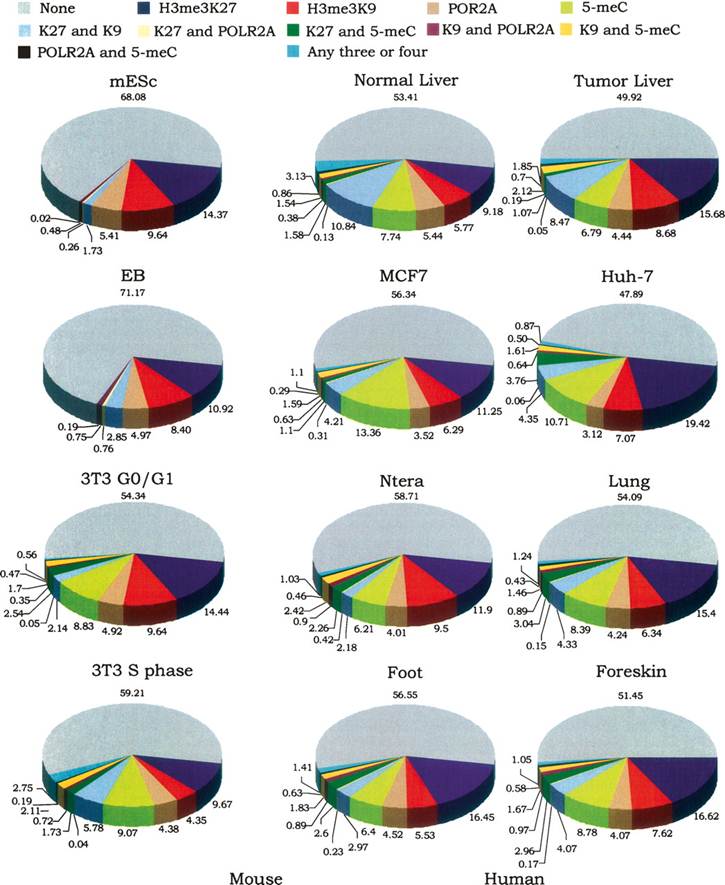 None H3me3K27 H3me3K9 POR2A 5-meC
K27 and K9 K27 and POLR2A K27 and 5-meC K9 and POLR2A K9 and 5-meC
POLR2A and 5-meC Any three or four
mESc Normal Liver Tumor Liver
68.08 53.41 49.92
0.02 0.48 0.26 1.73 5.41 9.64 14.37
3.13 0.86 1.54 0.38 1.58 0.13 10.84 7.74 5.44 5.77 9.18
1.85 0.7 2.12 0.19 1.07 0.05 8.47 6.79 4.44 8.68 15.68
EB MCF7 Huh-7
71.17 56.34 47.89
0.19 0.75 0.76 2.85 4.97 8.40 10.92
1.1 0.29 1.59 0.63 1.1 0.31 4.21 13.36 3.52 6.29 11.25
0.87 0.50 1.61 0.64 3.76 0.06 4.35 10.71 3.12 7.07 19.42
3T3 G0/G1 Ntera Lung
54.34 58.71 54.09
0.56 0.47 1.7 0.35 2.54 0.05 2.14 8.83 4.92 9.64 14.44
1.03 0.46 2.42 0.9 2.26 0.42 2.18 6.21 4.01 9.5 11.9
1.24 0.43 1.46 0.89 3.04 0.15 4.33 8.39 4.24 6.34 15.4
3T3 S phase Foot Foreskin
59.21 56.55 51.45
2.75 0.19 2.11 0.72 1.73 0.04 5.78 9.07 4.38 4.35 9.67
1.41 0.63 1.83 0.89 2.6 0.23 2.97 6.4 4.52 5.53 16.45
1.05 0.58 1.67 0.97 2.96 0.17 4.07 8.78 4.07 7.62 16.62
Mouse Human